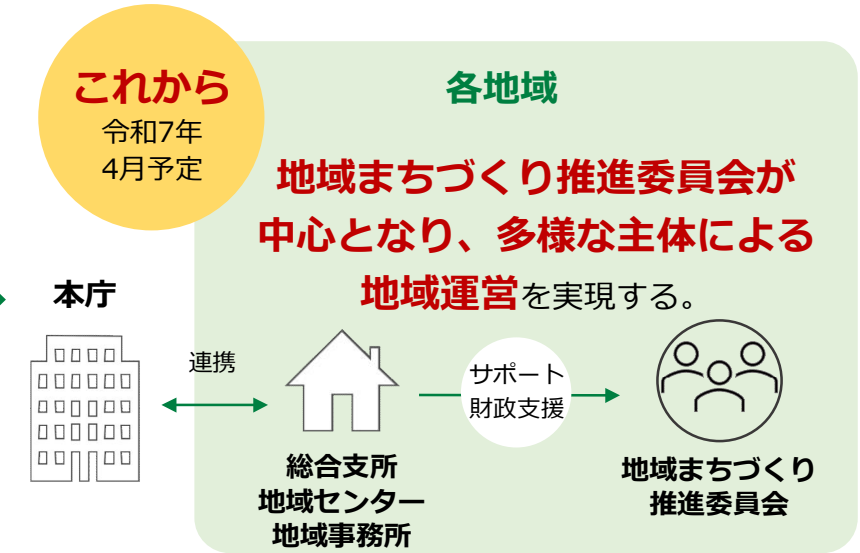 これから
令和7年
4月予定
各地域
地域まちづくり推進委員会が
中心となり、多様な主体による
地域運営を実現する。
本庁
連携
サポート
財政支援
総合支所
地域センター
地域事務所
地域まちづくり
推進委員会